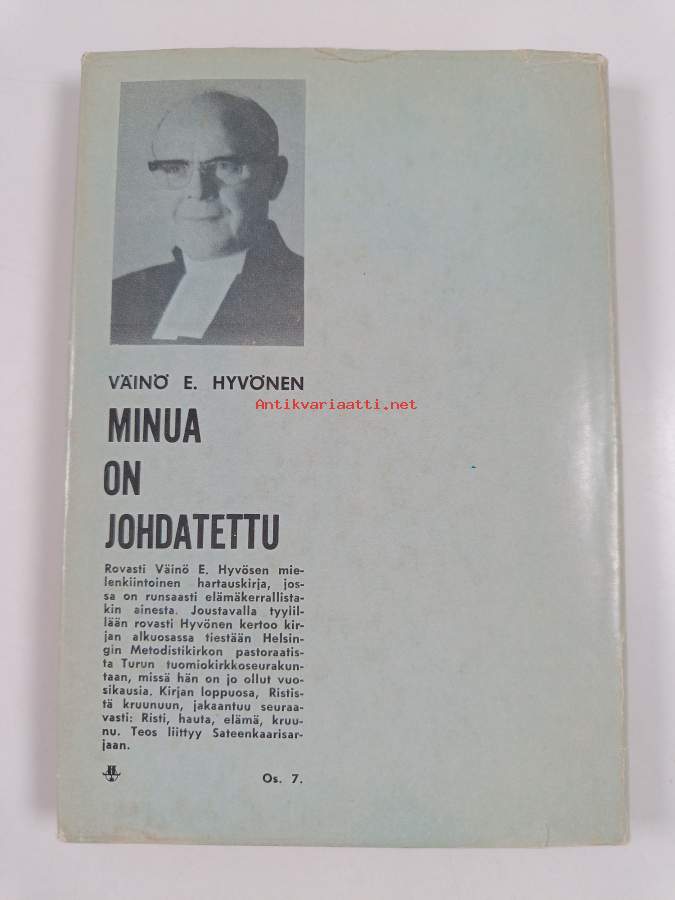 VÄINÖ E. HYVÖNEN
Antikvariaatti.net
MINUA
ON
JOHDATETTU
Rovasti Väinö E. Hyvösen mie-
lenkiintoinen hartauskirja, jos-
sa on runsaasti elämäkerrallista-
kin ainesta. Joustavalla tyylil-
lään rovasti Hyvönen kertoo kir-
jan alkuosassa tiestään Helsin-
gin Metodistikirkon pastoraatis-
ta Turun tuomiokirkkoseurakun-
taan, missä hän on jo ollut vuo-
sikausia. Kirjan loppuosa, Ristis-
tä kruunuun, jakaantuu seuraa-
vasti: Risti, hauta, elämä, kruu-
nu. Teos liittyy Sateenkaarisar-
jaan.
Os. 7.